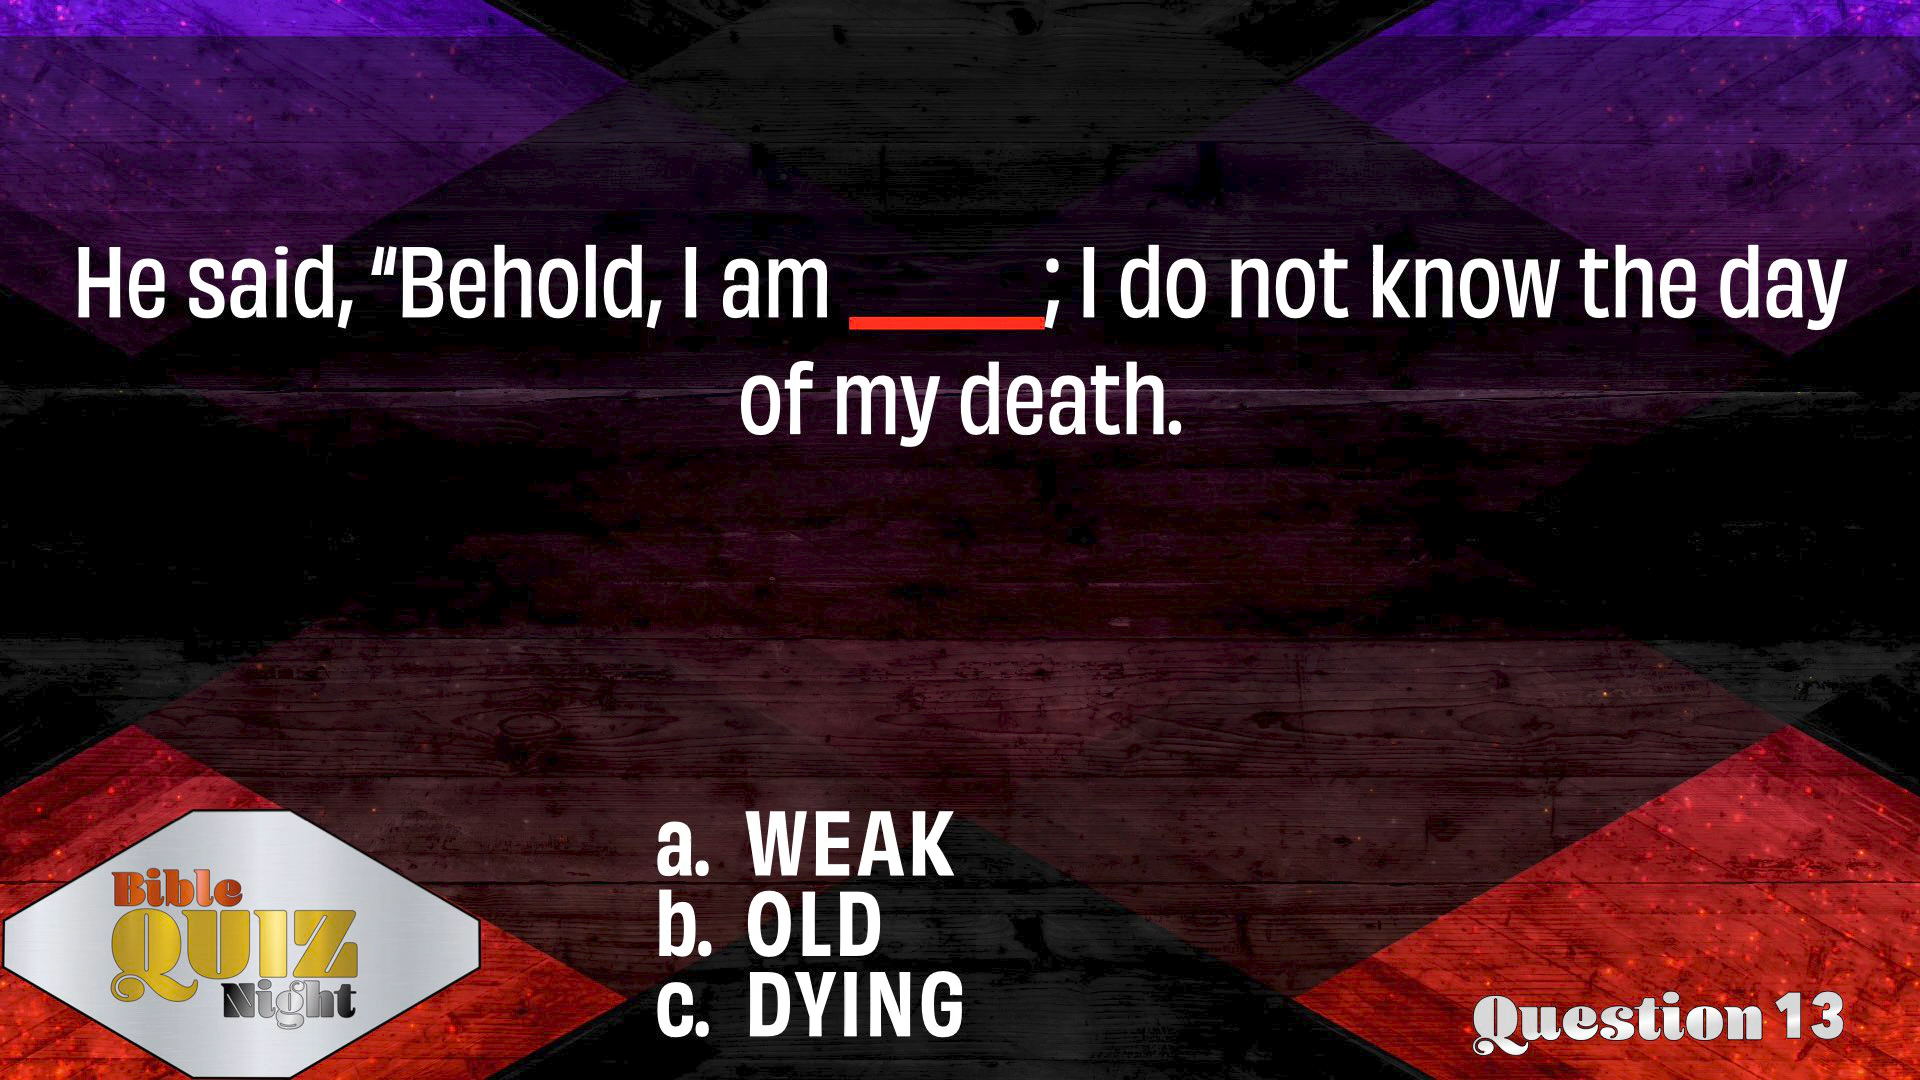 He said, “Behold, I am ______; I do not know the day
of my death.
a. WEAK
b. OLD
c. DYING
Bible
QUIZ
Night
Question 13